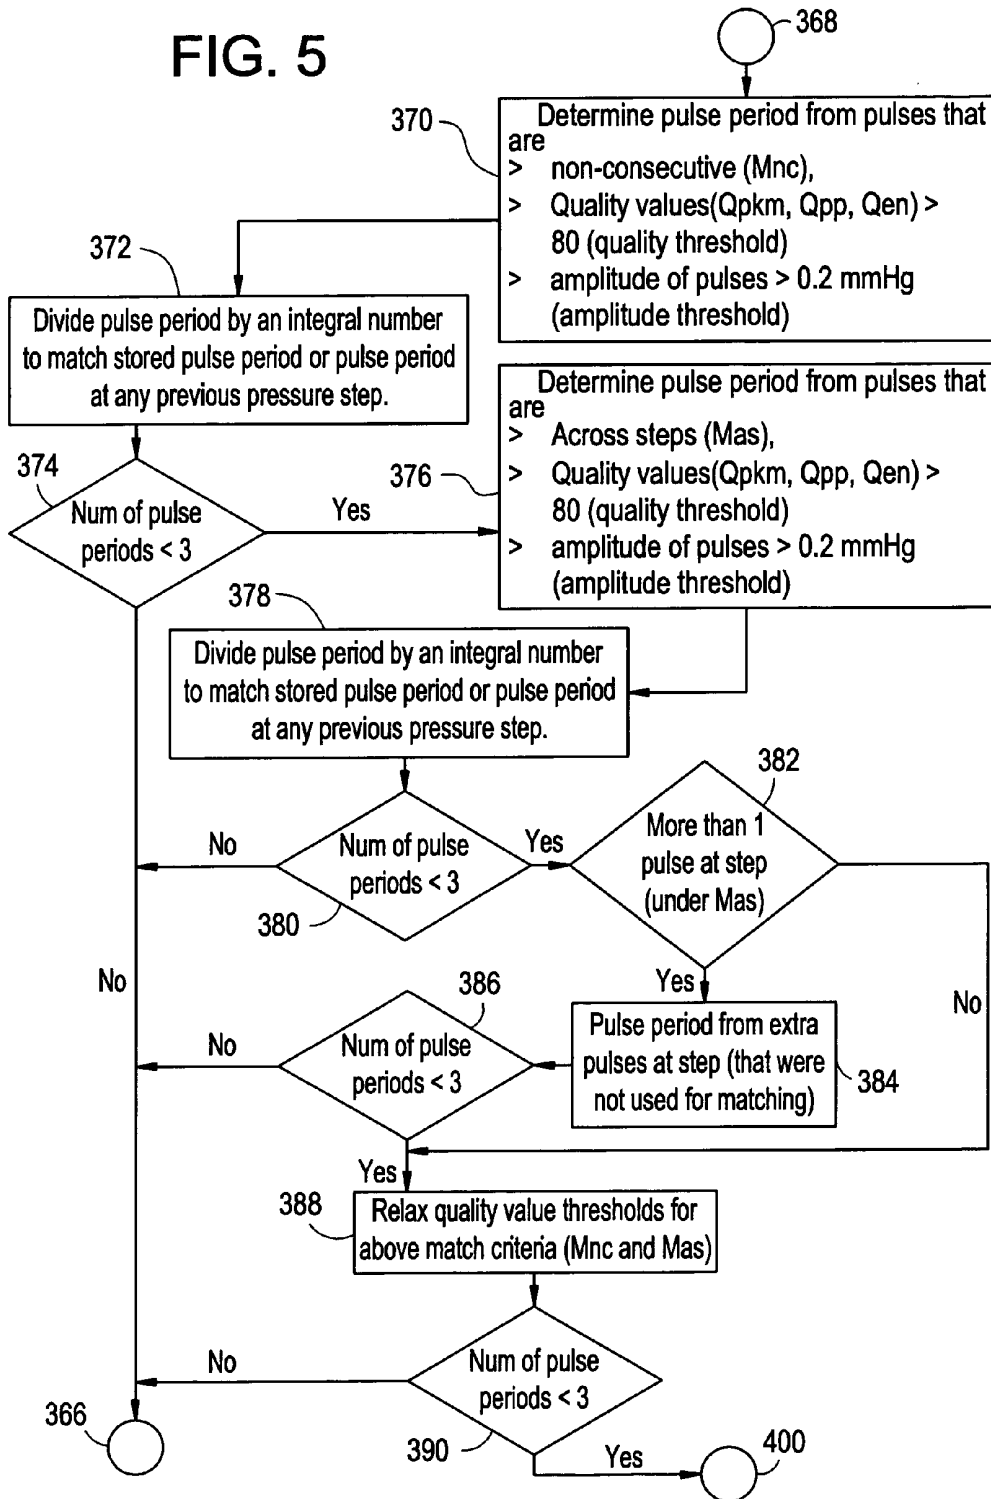 FIG. 5
368
370
Determine pulse period from pulses that
are
> non-consecutive (Mnc),
> Quality values(Qpkm, Qpp, Qen) >
80 (quality threshold)
> amplitude of pulses > 0.2 mmHg
(amplitude threshold)
372
Divide pulse period by an integral number
to match stored pulse period or pulse period
at any previous pressure step.
374
Num of pulse
periods < 3
Yes
376
Determine pulse period from pulses that
are
> Across steps (Mas),
> Quality values(Qpkm, Qpp, Qen) >
80 (quality threshold)
> amplitude of pulses > 0.2 mmHg
(amplitude threshold)
378
Divide pulse period by an integral number
to match stored pulse period or pulse period
at any previous pressure step.
382
No
Num of pulse
periods < 3
Yes
380
More than 1
pulse at step
(under Mas)
No
Yes
No
386
No
Num of pulse
periods < 3
Pulse period from extra
pulses at step (that were
not used for matching)
384
Yes
388
Relax quality value thresholds for
above match criteria (Mnc and Mas)
No
Num of pulse
periods < 3
390
366
Yes
400